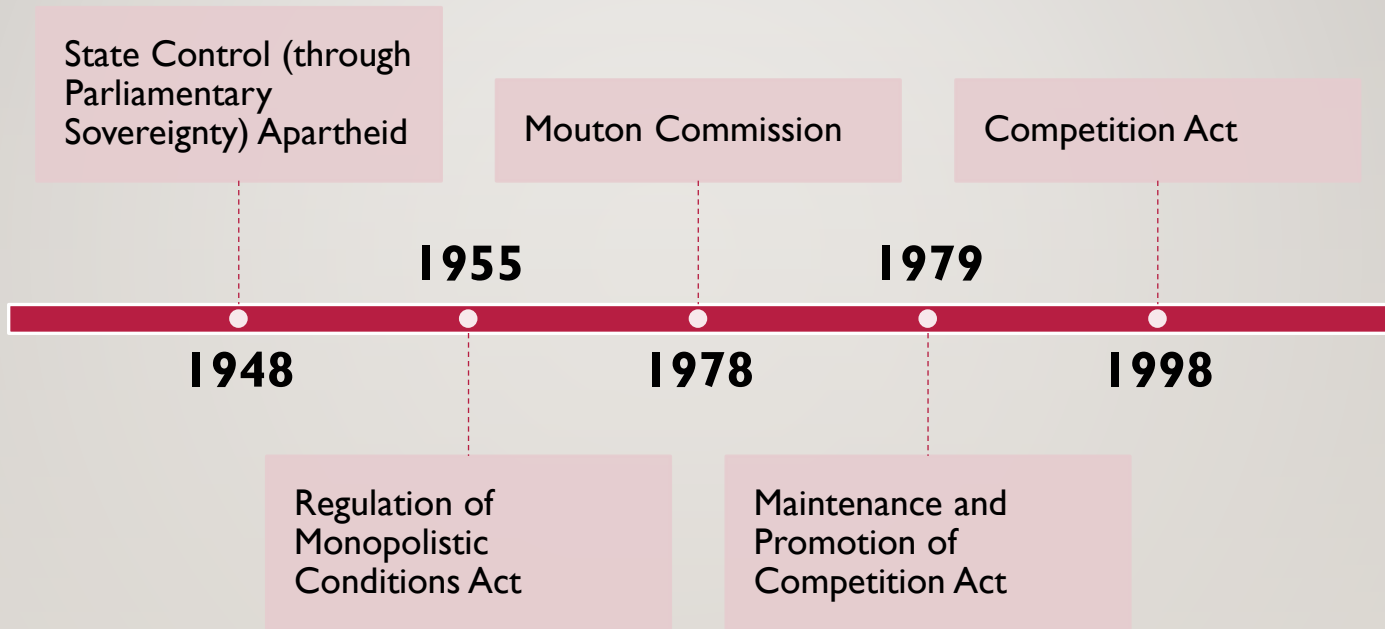 State Control (through
Parliamentary
Sovereignty) Apartheid
Mouton Commission
Competition Act
1955
1979
1948
1978
1998
Regulation of
Monopolistic
Conditions Act
Maintenance and
Promotion of
Competition Act